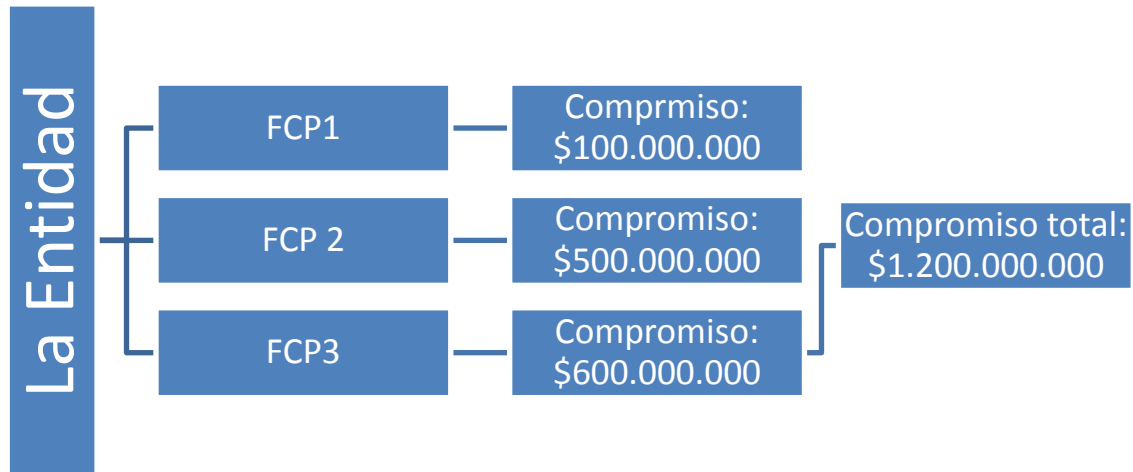 La Entidad
FCP1
Comprmiso:
$100.000.000
FCP 2
Compromiso:
$500.000.000
FCP3
Compromiso:
$600.000.000
Compromiso total:
$1.200.000.000